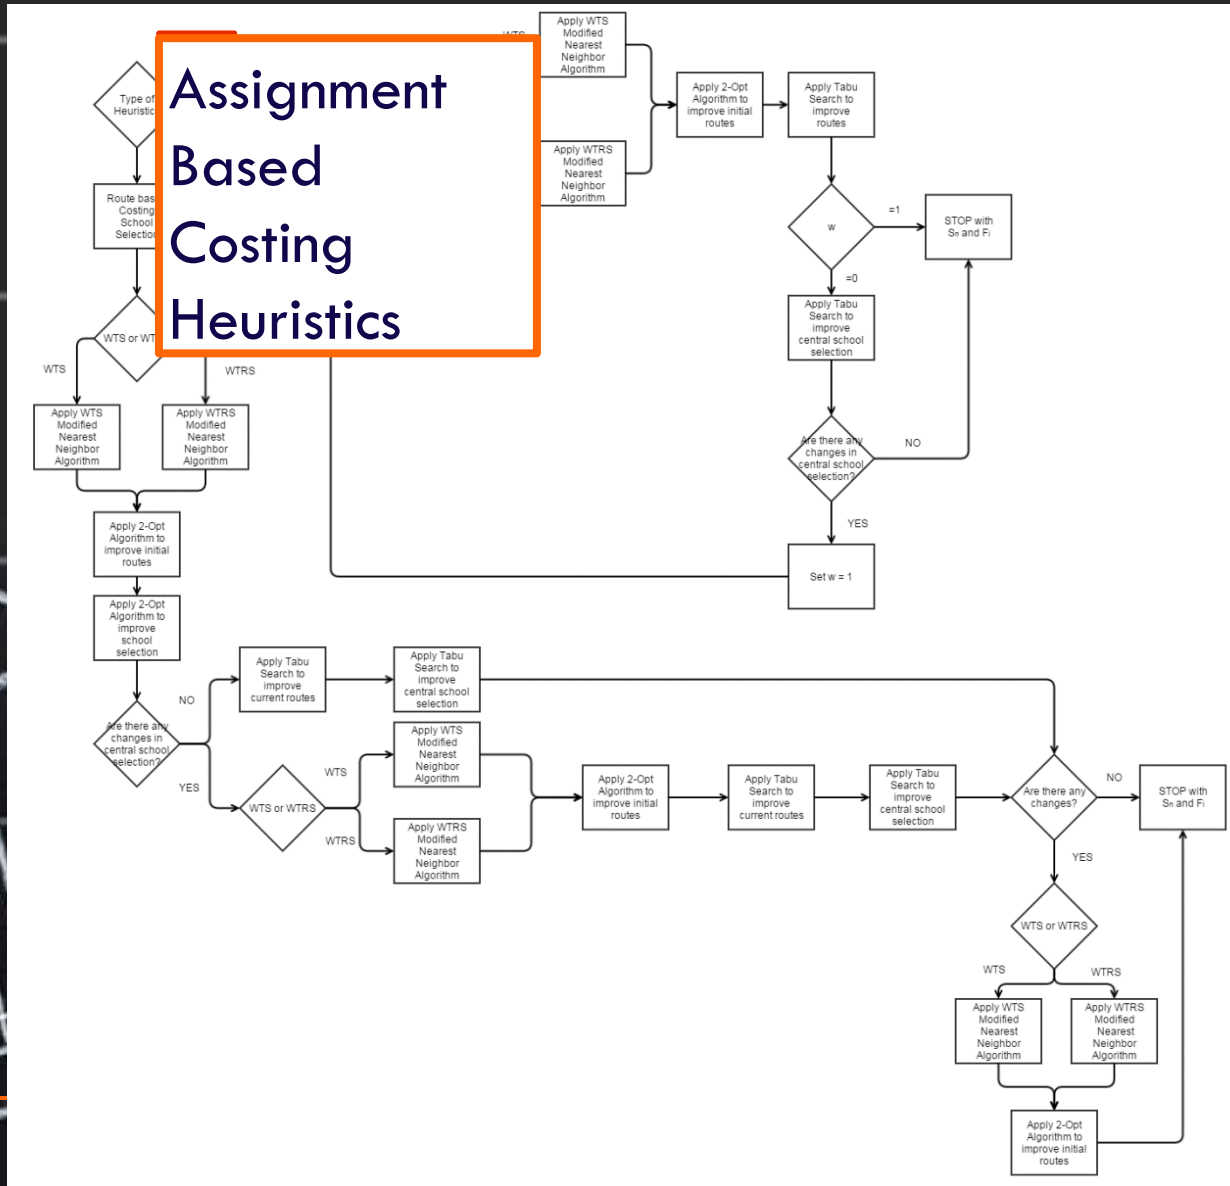 Assignment
Based
Costing
Heuristics
Type of
WTS or
WTS
WTRS
Apply WTS
Modified
Nearest
Neighbor
Algorithm
Apply WTRS
Modified
Nearest
Neighbor
Algorithm
Apply 2-Opt
Algorithm to
improve initial
routes
Apply 2-Opt
Algorithm to
improve
school
selection
Are there any
changes in
central school
selection?
NO
YES
Apply WTS
Modified
Nearest
Neighbor
Algorithm
Apply WTRS
Modified
Nearest
Neighbor
Algorithm
Apply 2-Opt
Algorithm to
improve initial
routes
Apply Tabu
Search to
improve
routes
w
=1
STOP with
Sn and Fi
=0
Apply Tabu
Search to
improve
central school
selection
Are there any
changes in
central school
selection?
NO
YES
Set w = 1
Apply Tabu
Search to
improve
current routes
Apply Tabu
Search to
improve
central school
selection
WTS or WTRS
WTS
WTRS
Apply WTS
Modified
Nearest
Neighbor
Algorithm
Apply WTRS
Modified
Nearest
Neighbor
Algorithm
Apply 2-Opt
Algorithm to
improve initial
routes
Apply Tabu
Search to
improve
current routes
Apply Tabu
Search to
improve
central school
selection
Are there any
changes?
NO
STOP with
Sn and Fi
YES
WTS or WTRS
WTS
WTRS
Apply WTS
Modified
Nearest
Neighbor
Algorithm
Apply WTRS
Modified
Nearest
Neighbor
Algorithm
Apply 2-Opt
Algorithm to
improve initial
routes